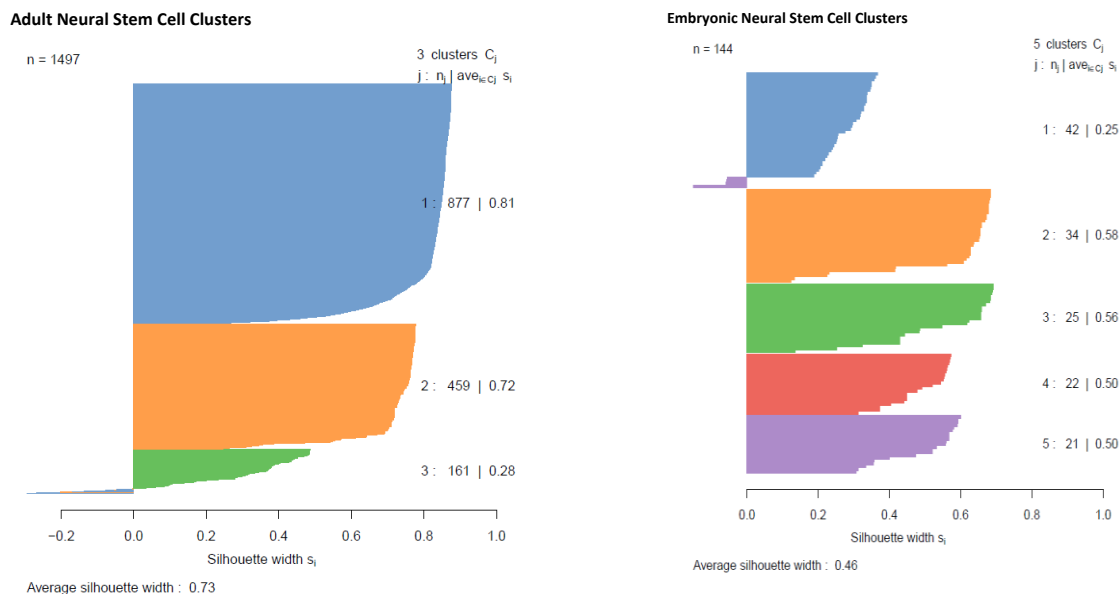 Adult Neural Stem Cell Clusters
n = 1497
3 clusters Cj
j : nj | ave i∈Cj si
1 : 877 | 0.81
2 : 459 | 0.72
3 : 161 | 0.28
−0.2 0.0 0.2 0.4 0.6 0.8 1.0
Silhouette width si
Average silhouette width : 0.73
Embryonic Neural Stem Cell Clusters
n = 144
5 clusters Cj
j : nj | ave i∈Cj si
1 : 42 | 0.25
2 : 34 | 0.58
3 : 25 | 0.56
4 : 22 | 0.50
5 : 21 | 0.50
0.0 0.2 0.4 0.6 0.8 1.0
Silhouette width si
Average silhouette width : 0.46